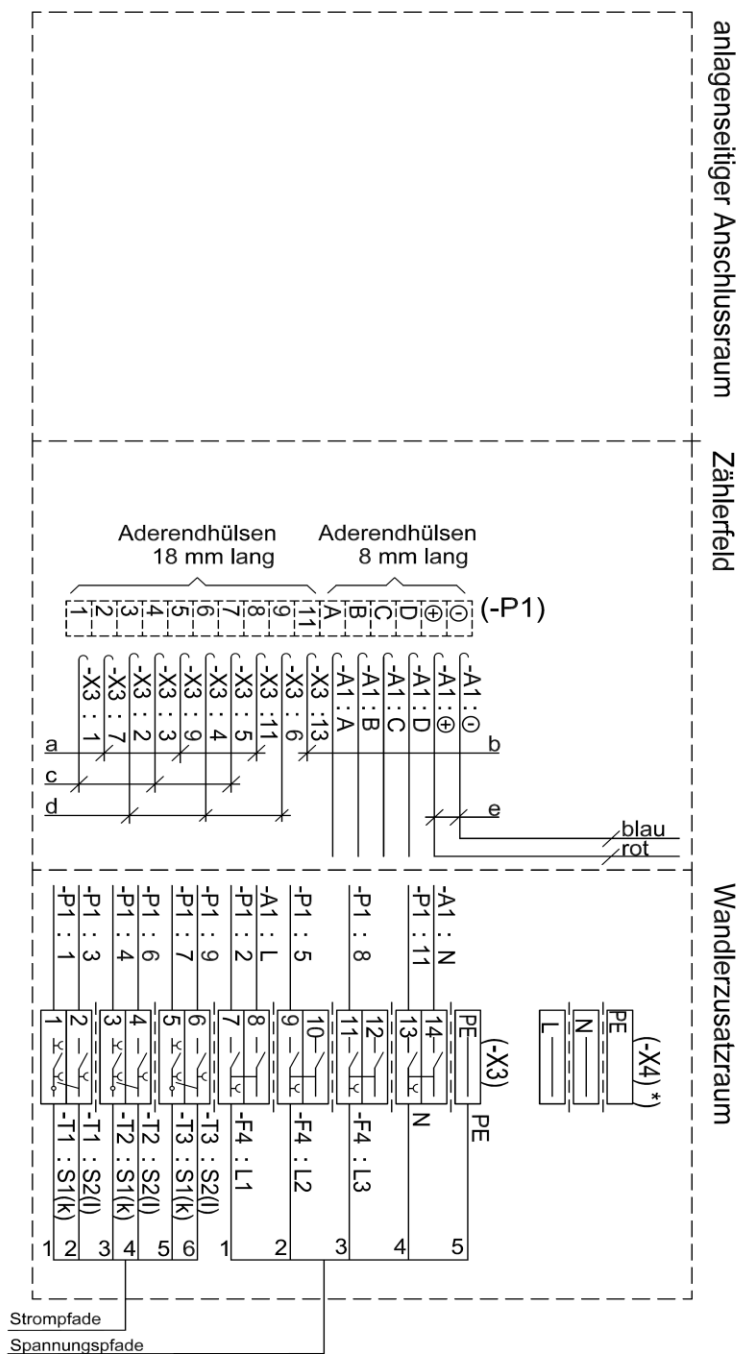 anlagenseitiger Anschlussraum
Zählerfeld
Aderendhülsen
18 mm lang
Aderendhülsen
8 mm lang
1 2 3 4 5 6 7 8 9 11 A B C D ⊕ ⊖ (-P1)
-X3 : 1
-X3 : 7
-X3 : 2
-X3 : 3
-X3 : 9
-X3 : 4
-X3 : 5
-X3 : 11
-X3 : 6
-X3 : 13
-A1 : A
-A1 : B
-A1 : C
-A1 : D
-A1 : ⊕
-A1 : ⊖
a
b
c
d
e
blau
rot
Wandlerzusatzraum
-P1 : 1
-P1 : 3
-P1 : 4
-P1 : 6
-P1 : 7
-P1 : 9
-P1 : 2
-A1 : L
-P1 : 5
-P1 : 8
-P1 : 11
-A1 : N
1 2 3 4 5 6 7 8 9 10 11 12 13 14 PE
(-X3)
L N PE
(-X4) *)
-T1 : S1(k)
-T1 : S2(l)
-T2 : S1(k)
-T2 : S2(l)
-T3 : S1(k)
-T3 : S2(l)
-F4 : L1
-F4 : L2
-F4 : L3
N
PE
1 2 3 4 5 6
1 2 3 4 5
Strompfade
Spannungspfade